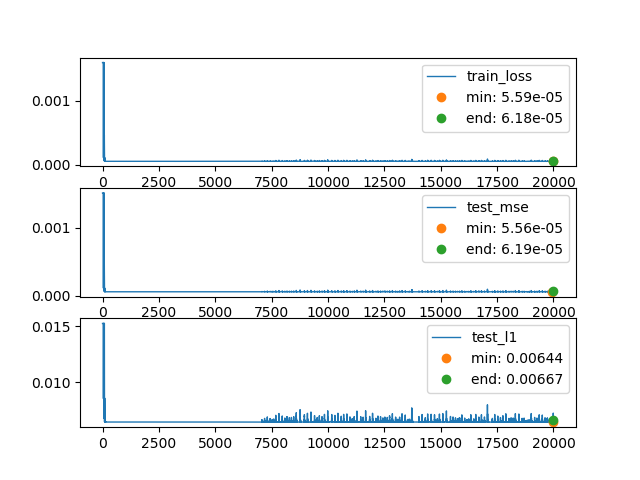 train_loss
min: 5.59e-05
end: 6.18e-05
0.001
0.000
0 2500 5000 7500 10000 12500 15000 17500 20000
test_mse
min: 5.56e-05
end: 6.19e-05
0.001
0.000
0 2500 5000 7500 10000 12500 15000 17500 20000
test_l1
min: 0.00644
end: 0.00667
0.015
0.010
0 2500 5000 7500 10000 12500 15000 17500 20000